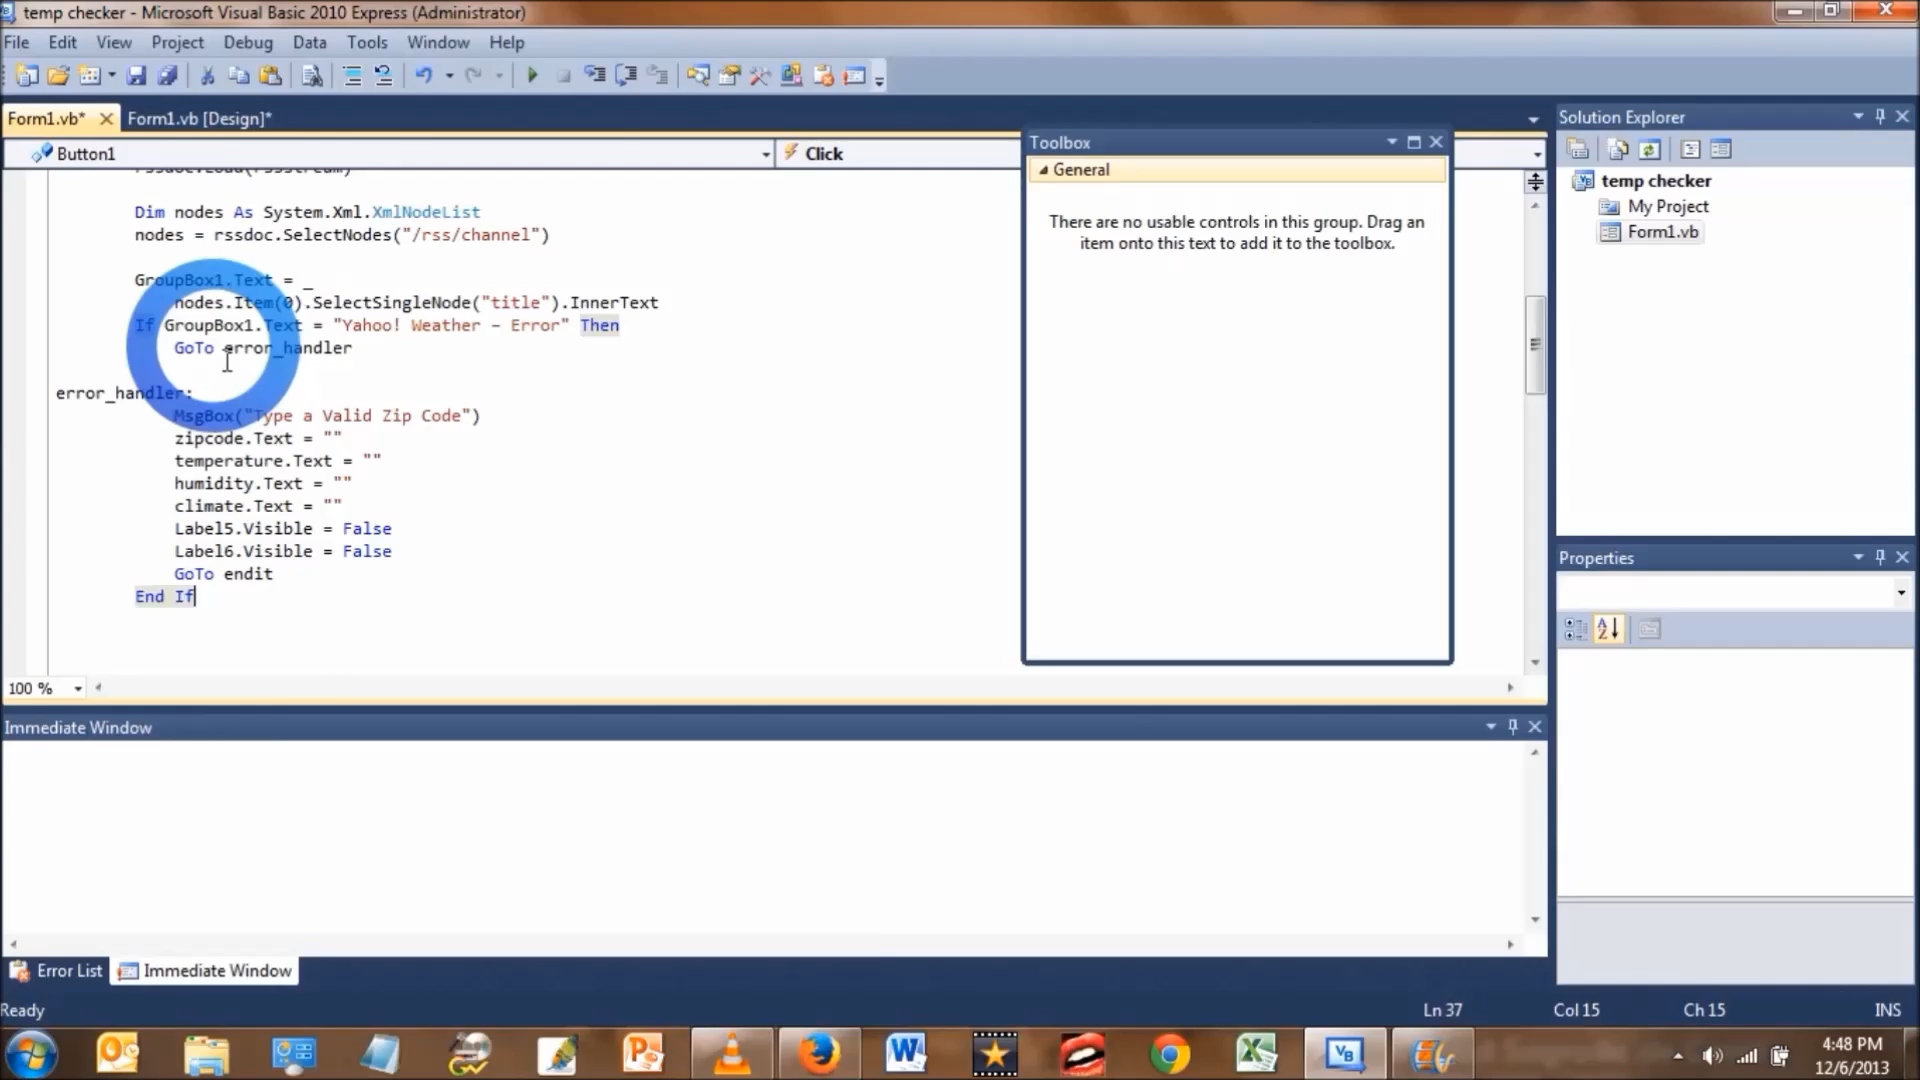 temp checker - Microsoft Visual Basic 2010 Express (Administrator)
File Edit View Project Debug Data Tools Window Help
Form1.vb* Form1.vb [Design]*
Button1 Click
rssdoc.Load(rssStream)
Dim nodes As System.Xml.XmlNodeList
nodes = rssdoc.SelectNodes("/rss/channel")
GroupBox1.Text = _
nodes.Item(0).SelectSingleNode("title").InnerText
If GroupBox1.Text = "Yahoo! Weather - Error" Then
GoTo error_handler
error_handler:
MsgBox("Type a Valid Zip Code")
zipcode.Text = ""
temperature.Text = ""
humidity.Text = ""
climate.Text = ""
Label5.Visible = False
Label6.Visible = False
GoTo endit
End If
100 %
Toolbox
General
There are no usable controls in this group. Drag an
item onto this text to add it to the toolbox.
Solution Explorer
temp checker
My Project
Form1.vb
Properties
Immediate Window
Error List Immediate Window
Ready Ln 37 Col 15 Ch 15 INS
4:48 PM
12/6/2013